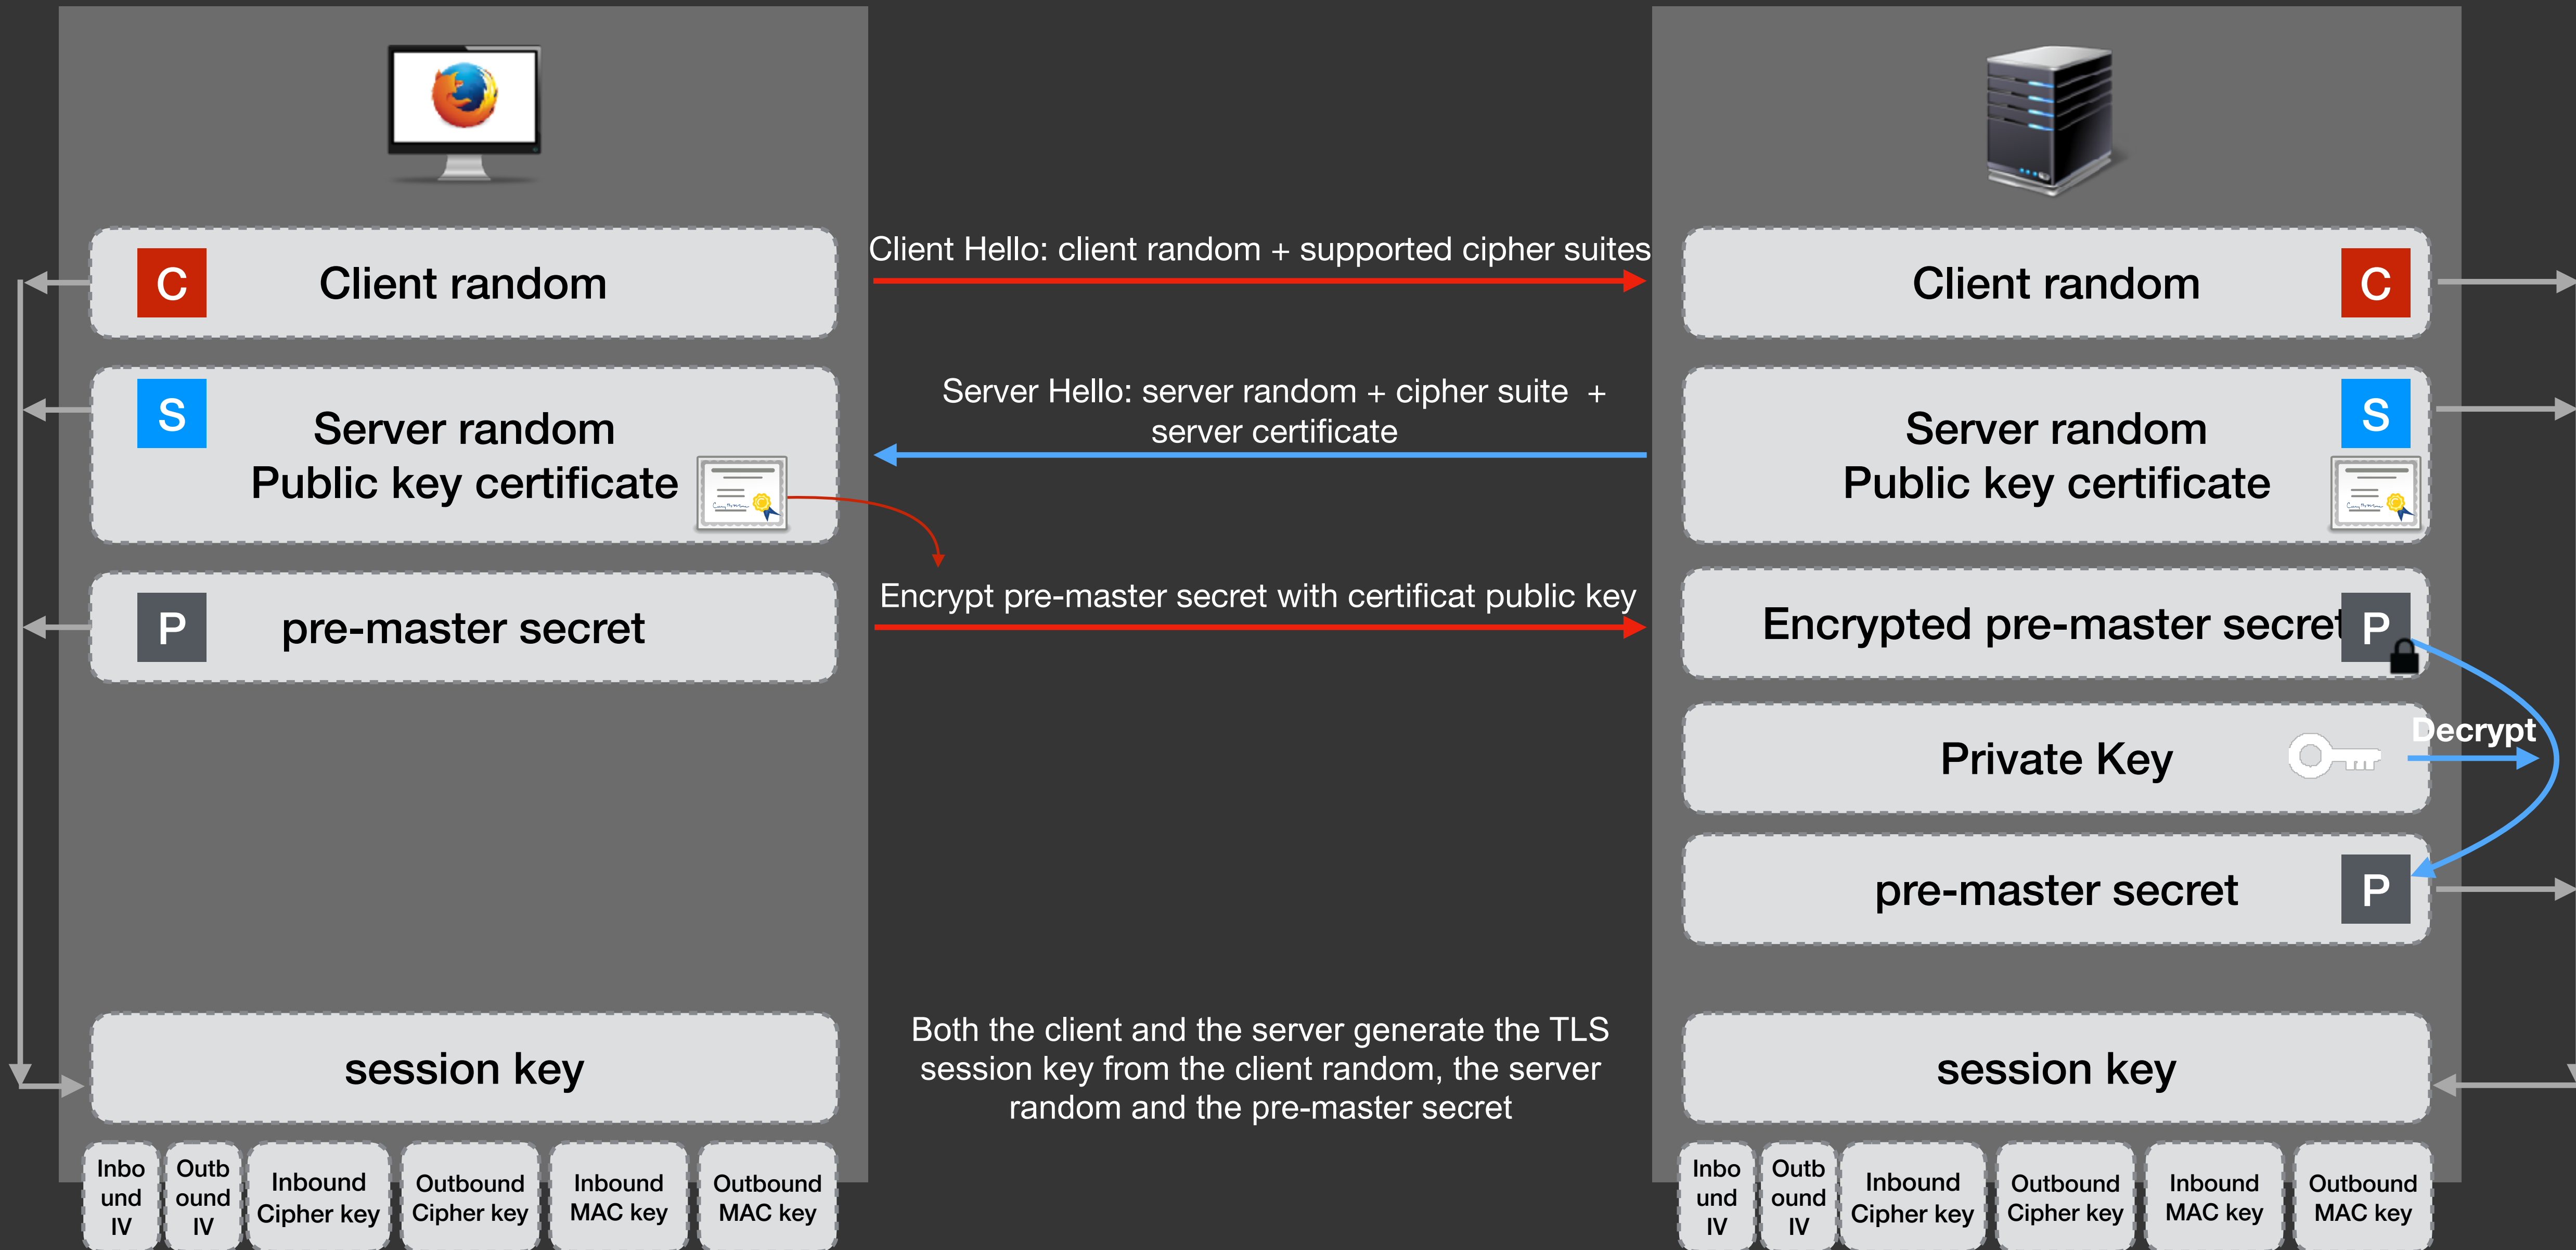 C
Client random
Client Hello: client random + supported cipher suites
Client random
C
S
Server random
Public key certificate
Server Hello: server random + cipher suite +
server certificate
S
Server random
Public key certificate
P
pre-master secret
Encrypt pre-master secret with certificat public key
Encrypted pre-master secret
P
Private Key
Decrypt
pre-master secret
P
session key
Both the client and the server generate the TLS
session key from the client random, the server
random and the pre-master secret
session key
Inbo
und
IV
Outb
ound
IV
Inbound
Cipher key
Outbound
Cipher key
Inbound
MAC key
Outbound
MAC key
Inbo
und
IV
Outb
ound
IV
Inbound
Cipher key
Outbound
Cipher key
Inbound
MAC key
Outbound
MAC key